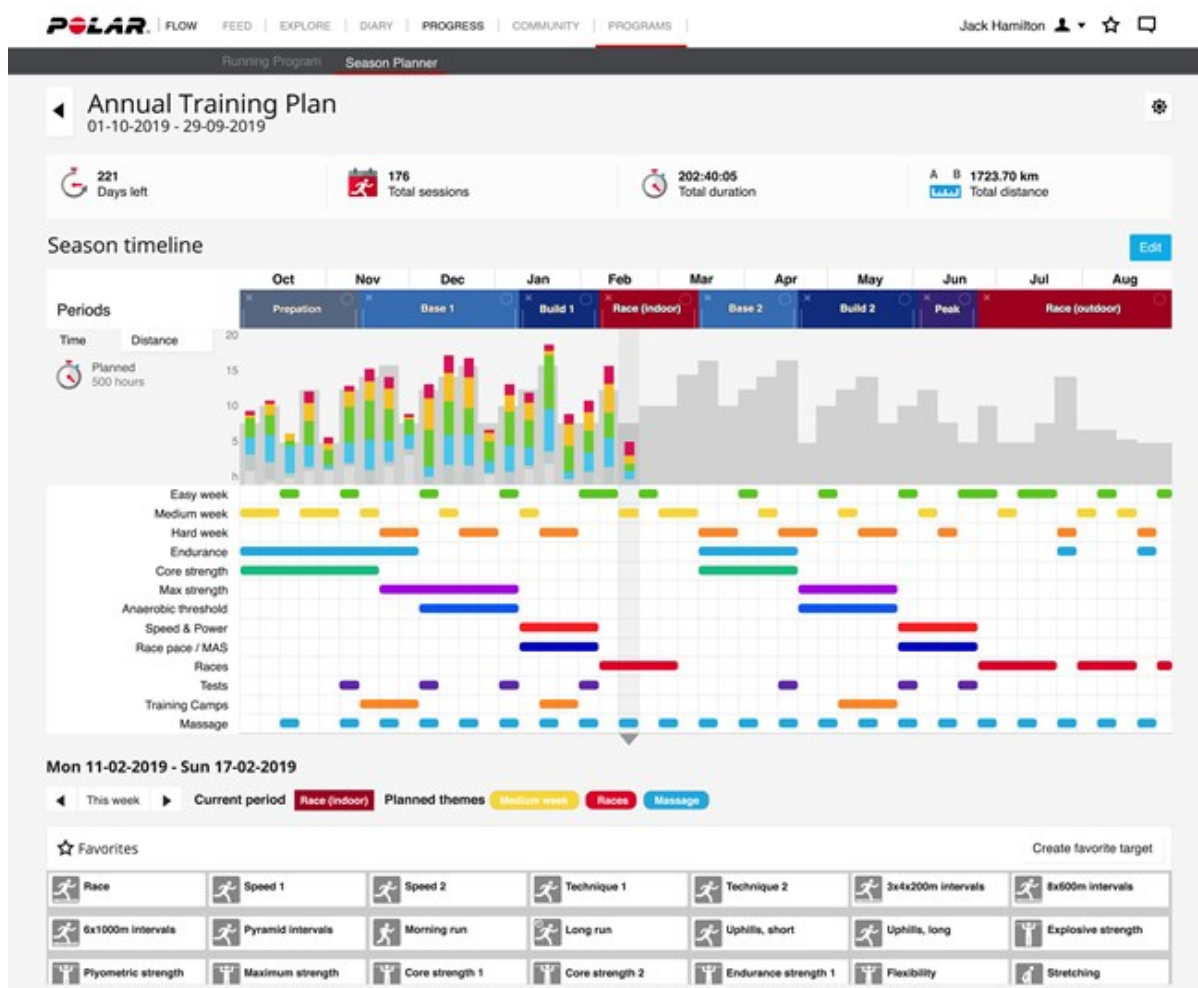 POLAR. FLOW FEED EXPLORE DIARY PROGRESS COMMUNITY PROGRAMS Jack Hamilton
Running Program Season Planner
Annual Training Plan
01-10-2019 - 29-09-2019
221 Days left
176 Total sessions
202:40:05 Total duration
A B 1723.70 km Total distance
Season timeline Edit
Oct Nov Dec Jan Feb Mar Apr May Jun Jul Aug
Periods Prepation Base 1 Build 1 Race (indoor) Base 2 Build 2 Peak Race (outdoor)
Time Distance 20
Planned 15
500 hours
10
5
h
Easy week
Medium week
Hard week
Endurance
Core strength
Max strength
Anaerobic threshold
Speed & Power
Race pace / MAS
Races
Tests
Training Camps
Massage
Mon 11-02-2019 - Sun 17-02-2019
This week Current period Race (indoor) Planned themes Medium week Races Massage
Favorites Create favorite target
Race Speed 1 Speed 2 Technique 1 Technique 2 3x4x200m intervals 8x600m intervals
6x1000m intervals Pyramid intervals Morning run Long run Uphills, short Uphills, long Explosive strength
Plyometric strength Maximum strength Core strength 1 Core strength 2 Endurance strength 1 Flexibility Stretching